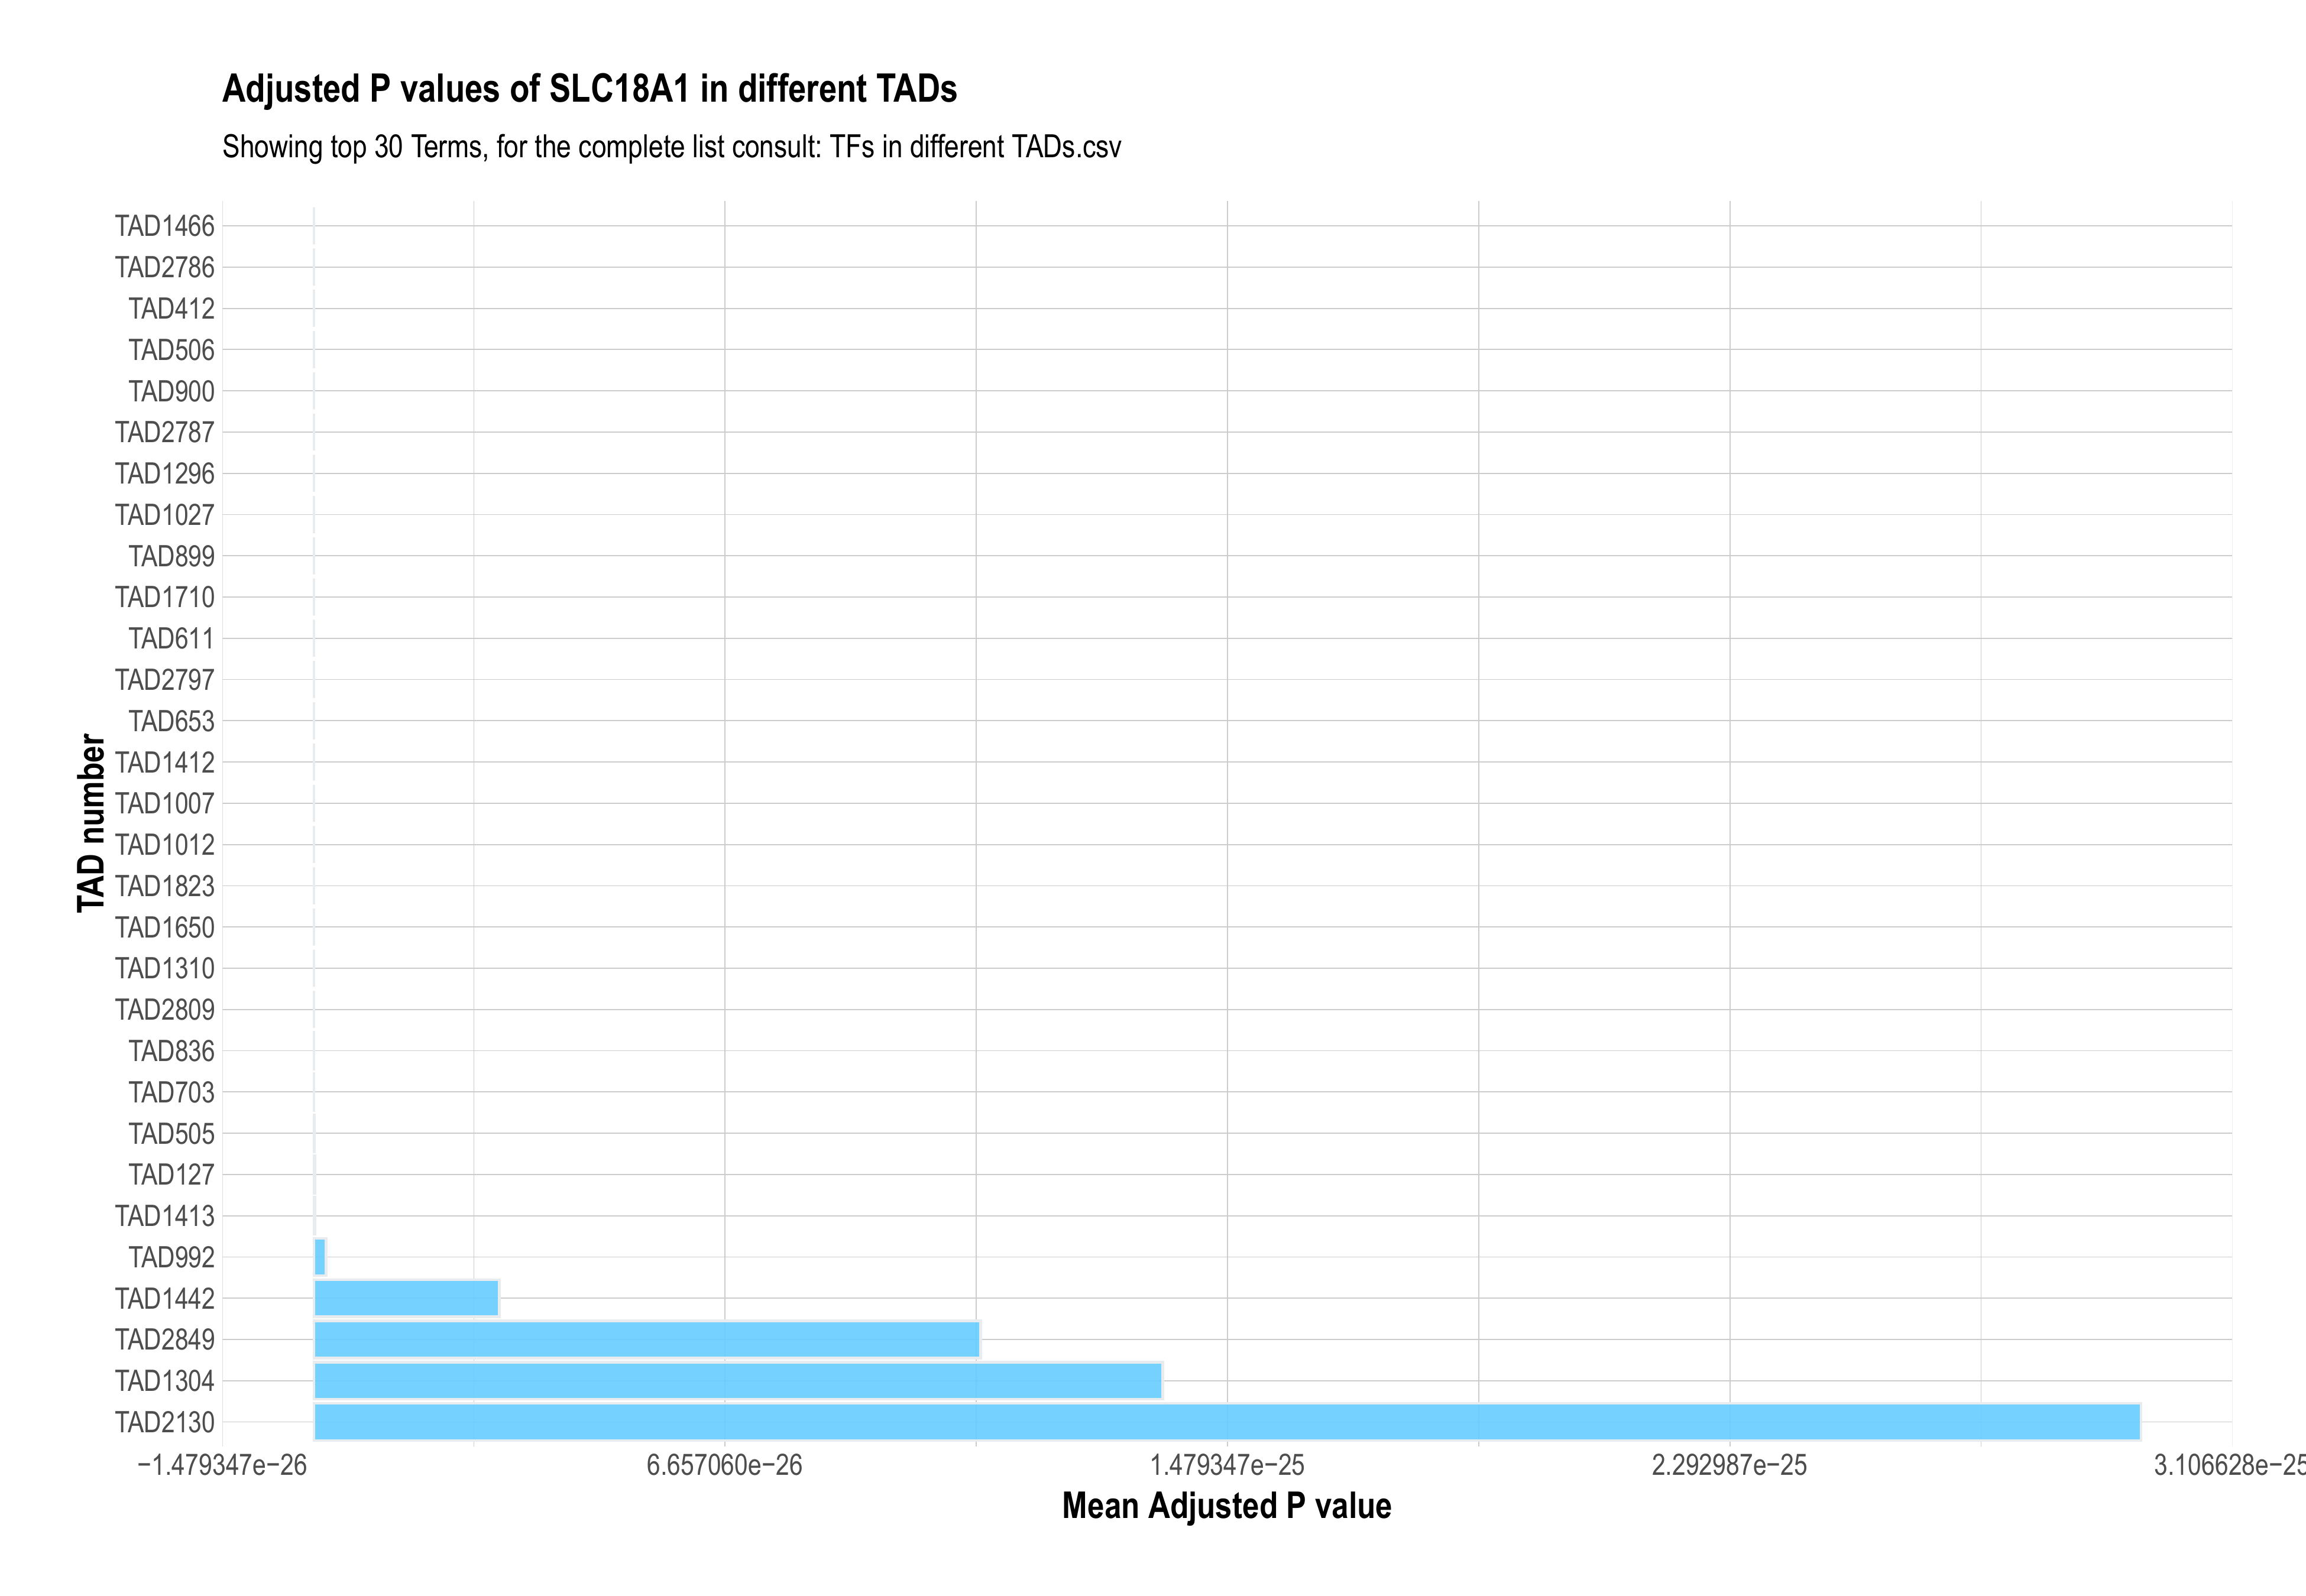 Adjusted P values of SLC18A1 in different TADs
Showing top 30 Terms, for the complete list consult: TFs in different TADs.csv
TAD number
TAD1466
TAD2786
TAD412
TAD506
TAD900
TAD2787
TAD1296
TAD1027
TAD899
TAD1710
TAD611
TAD2797
TAD653
TAD1412
TAD1007
TAD1012
TAD1823
TAD1650
TAD1310
TAD2809
TAD836
TAD703
TAD505
TAD127
TAD1413
TAD992
TAD1442
TAD2849
TAD1304
TAD2130
−1.479347e−26 6.657060e−26 1.479347e−25 2.292987e−25 3.106628e−25
Mean Adjusted P value